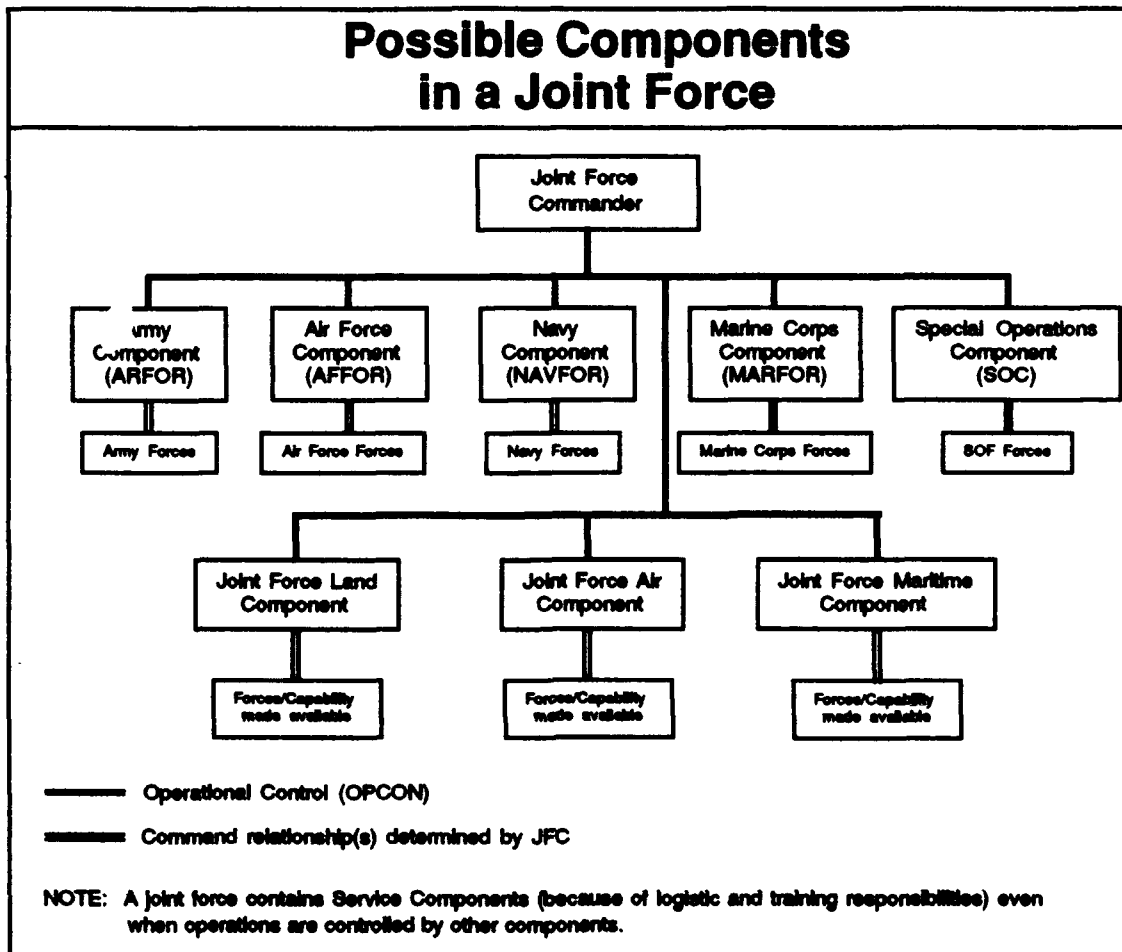 Possible Components
in a Joint Force
Joint Force
Commander
Army
Component
(ARFOR)
Air Force
Component
(AFFOR)
Navy
Component
(NAVFOR)
Marine Corps
Component
(MARFOR)
Special Operations
Component
(SOC)
Army Forces
Air Force Forces
Navy Forces
Marine Corps Forces
SOF Forces
Joint Force Land
Component
Joint Force Air
Component
Joint Force Maritime
Component
Forces/Capability
made available
Forces/Capability
made available
Forces/Capability
made available
Operational Control (OPCON)
Command relationship(s) determined by JFC
NOTE: A joint force contains Service Components (because of logistic and training responsibilities) even
when operations are controlled by other components.